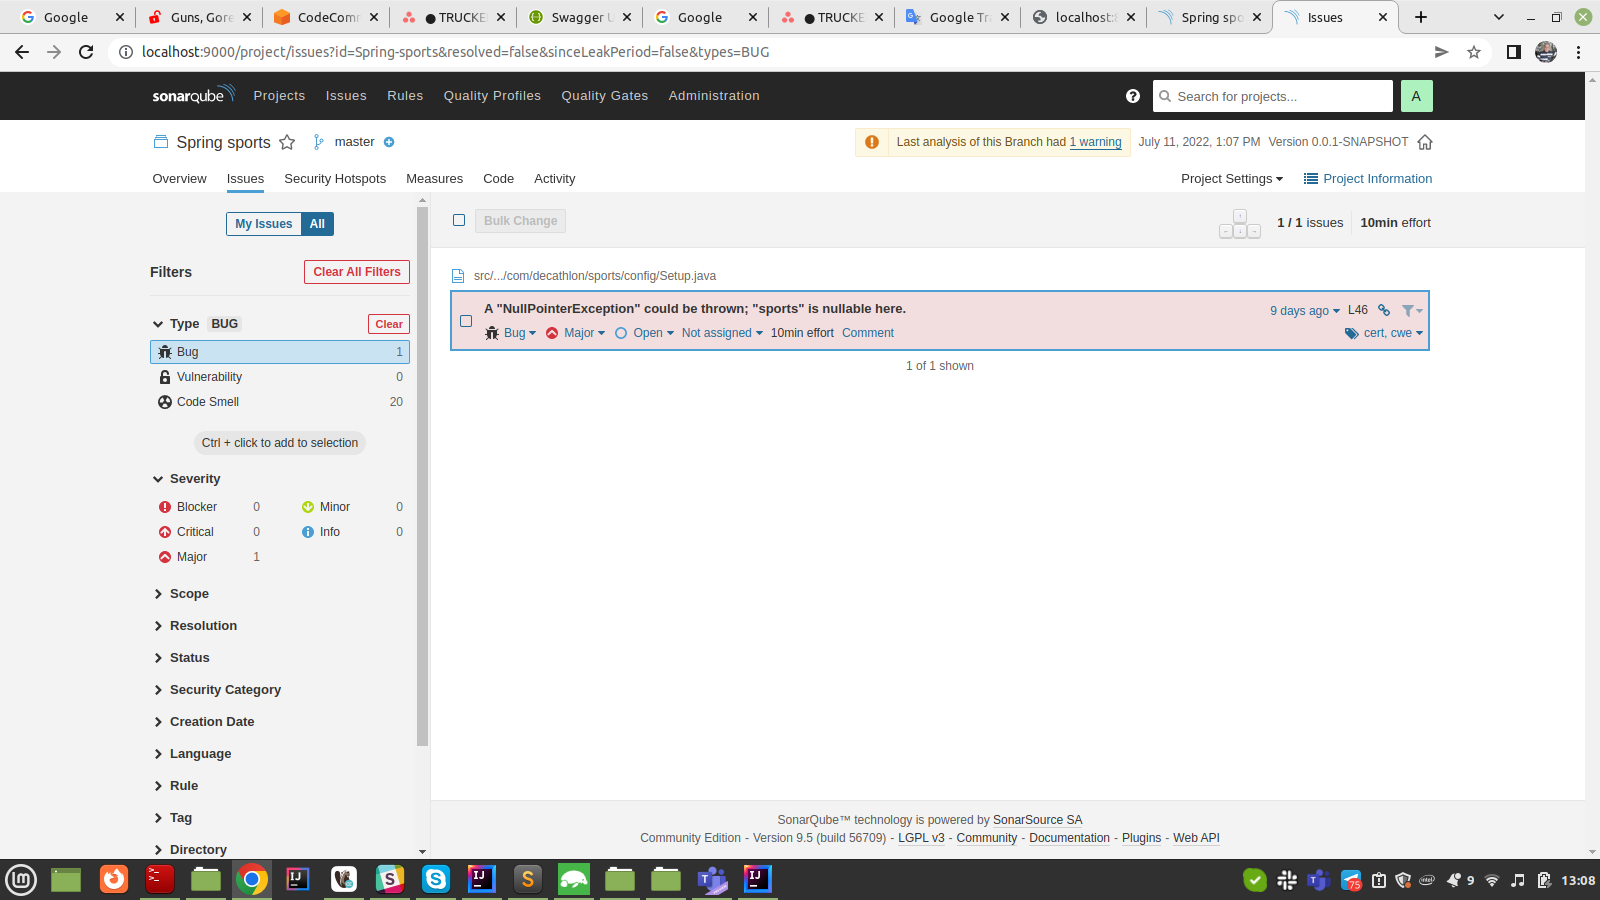 Google
Guns, Gore
CodeComm
● TRUCKE
Swagger U
Google
● TRUCKE
Google Tra
localhost:8
Spring spo
Issues
localhost:9000/project/issues?id=Spring-sports&resolved=false&sinceLeakPeriod=false&types=BUG
sonarqube Projects Issues Rules Quality Profiles Quality Gates Administration
? Search for projects... A
Spring sports master
Last analysis of this Branch had 1 warning July 11, 2022, 1:07 PM Version 0.0.1-SNAPSHOT
Overview Issues Security Hotspots Measures Code Activity
Project Settings Project Information
My Issues All
Bulk Change
1 / 1 issues 10min effort
Filters Clear All Filters
src/.../com/decathlon/sports/config/Setup.java
A "NullPointerException" could be thrown; "sports" is nullable here.
9 days ago L46
Bug Major Open Not assigned 10min effort Comment
cert, cwe
1 of 1 shown
Type BUG Clear
Bug 1
Vulnerability 0
Code Smell 20
Ctrl + click to add to selection
Severity
Blocker 0 Minor 0
Critical 0 Info 0
Major 1
Scope
Resolution
Status
Security Category
Creation Date
Language
Rule
Tag
Directory
SonarQube™ technology is powered by SonarSource SA
Community Edition - Version 9.5 (build 56709) - LGPL v3 - Community - Documentation - Plugins - Web API
75
9
13:08